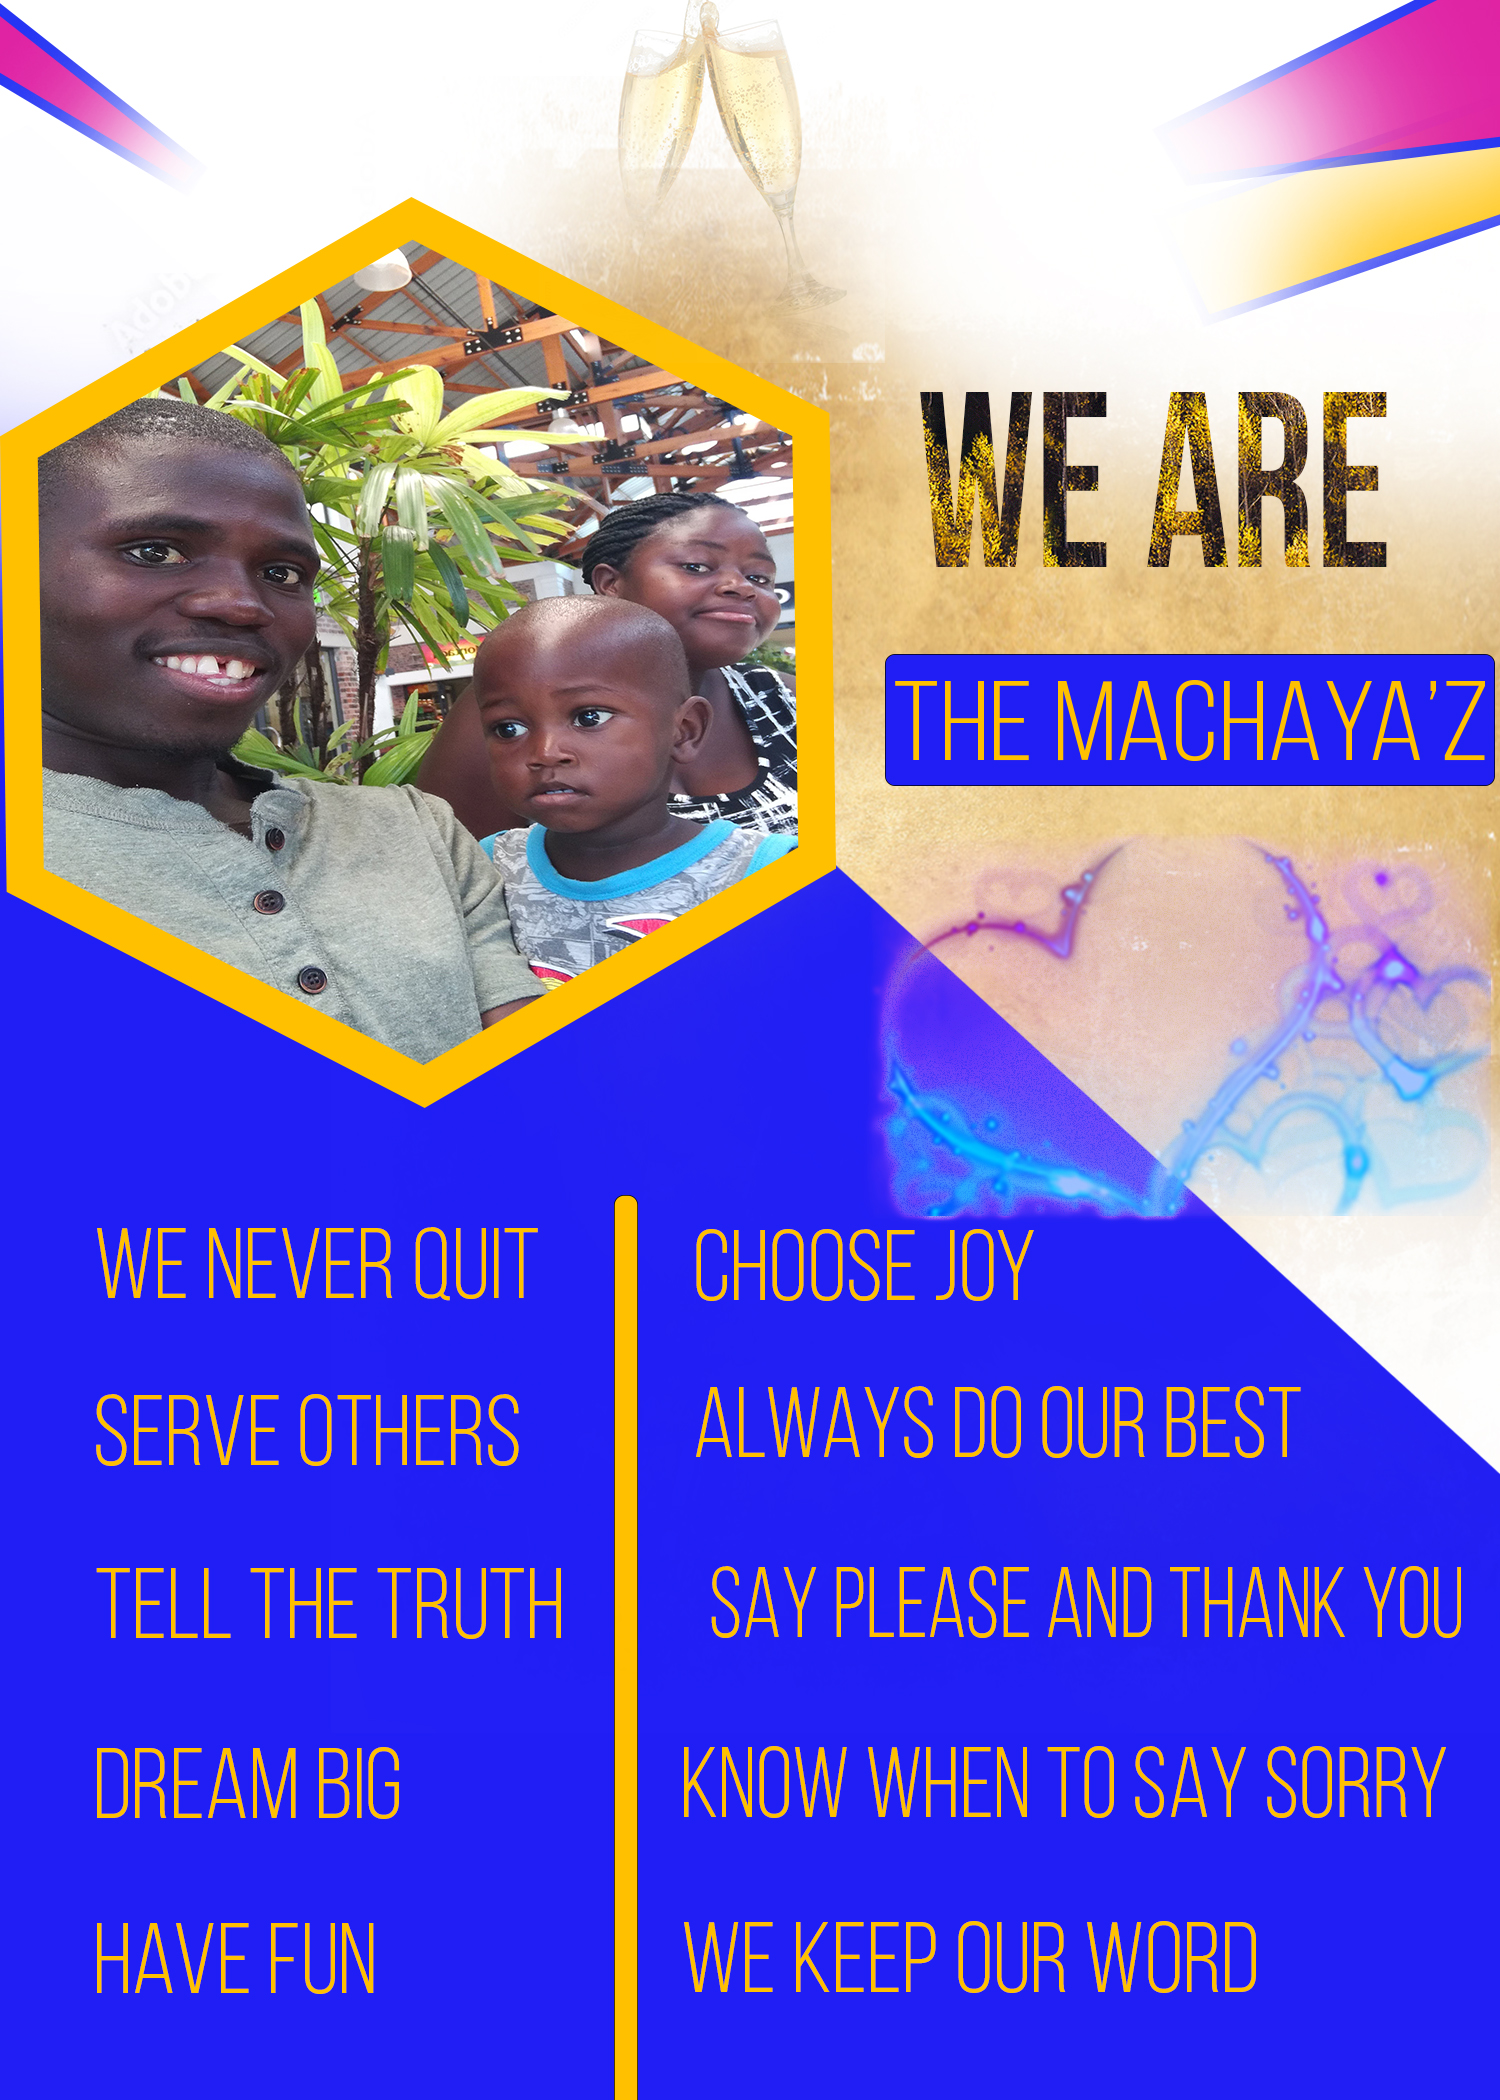 WE ARE
THE MACHAYA'Z
WE NEVER QUIT
SERVE OTHERS
TELL THE TRUTH
DREAM BIG
HAVE FUN
CHOOSE JOY
ALWAYS DO OUR BEST
SAY PLEASE AND THANK YOU
KNOW WHEN TO SAY SORRY
WE KEEP OUR WORD